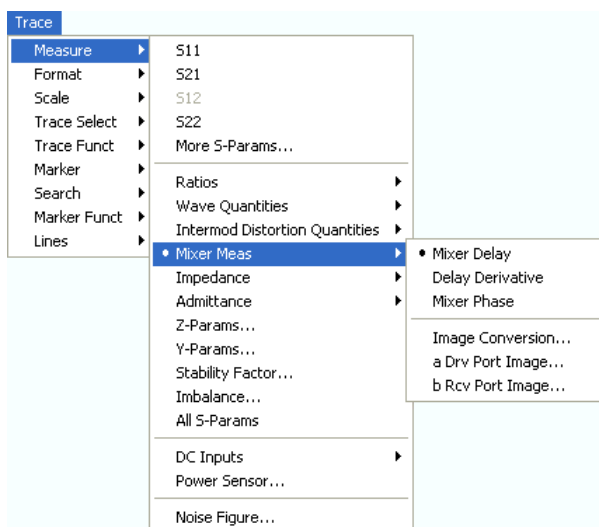 Trace
Measure
Format
Scale
Trace Select
Trace Funct
Marker
Search
Marker Funct
Lines
S11
S21
S12
S22
More S-Params...
Ratios
Wave Quantities
Intermod Distortion Quantities
Mixer Meas
Impedance
Admittance
Z-Params...
Y-Params...
Stability Factor...
Imbalance...
All S-Params
DC Inputs
Power Sensor...
Noise Figure...
Mixer Delay
Delay Derivative
Mixer Phase
Image Conversion...
a Drv Port Image...
b Rcv Port Image...